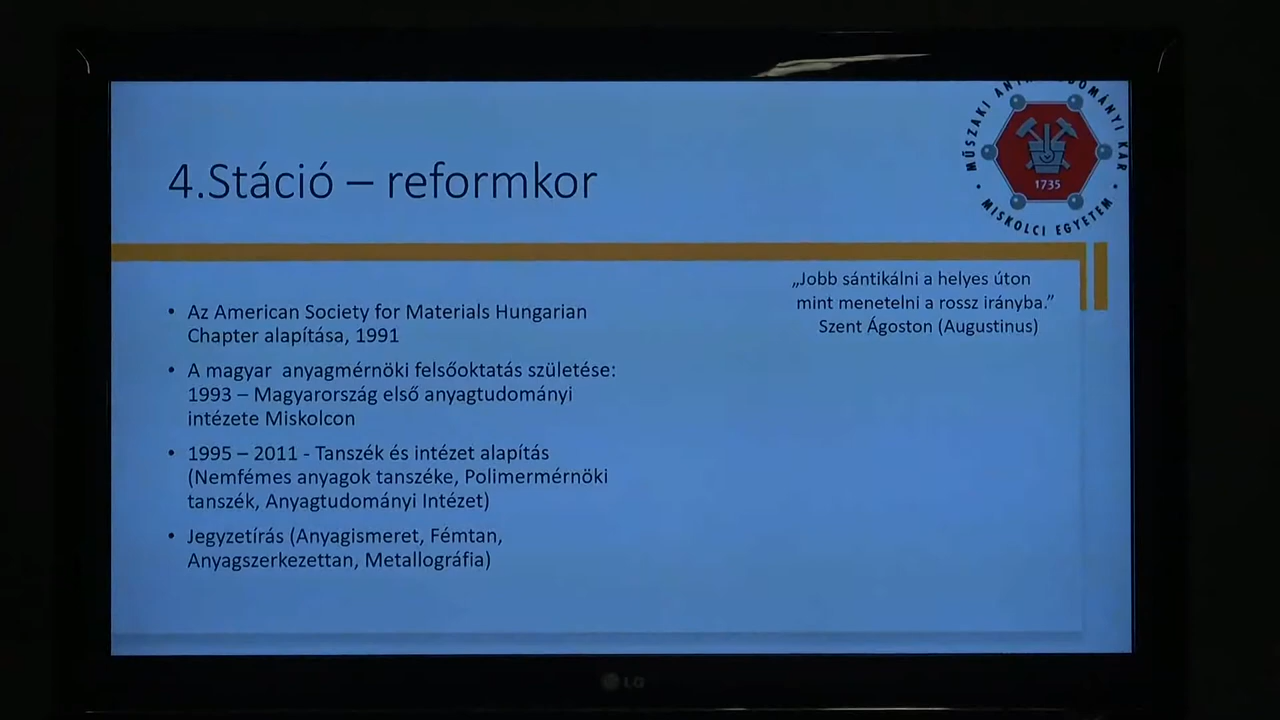 4.Stáció – reformkor
MŰSZAKI ANYAGTUDOMÁNYI KAR
1735
• MISKOLCI EGYETEM •
„Jobb sántikálni a helyes úton
mint menetelni a rossz irányba.”
Szent Ágoston (Augustinus)
• Az American Society for Materials Hungarian
Chapter alapítása, 1991
• A magyar anyagmérnöki felsőoktatás születése:
1993 – Magyarország első anyagtudományi
intézete Miskolcon
• 1995 – 2011 - Tanszék és intézet alapítás
(Nemfémes anyagok tanszéke, Polimermérnöki
tanszék, Anyagtudományi Intézet)
• Jegyzetírás (Anyagismeret, Fémtan,
Anyagszerkezettan, Metallográfia)
LG